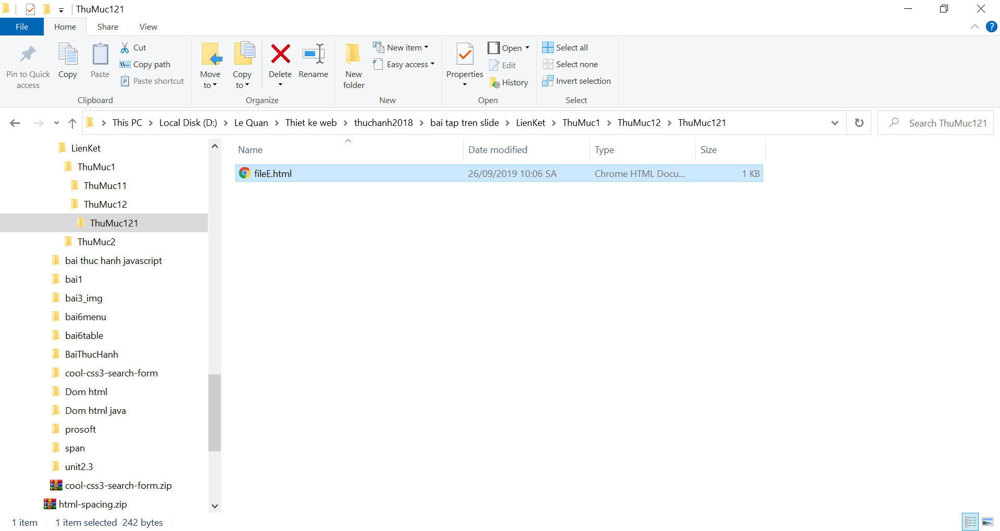 ThuMuc121
File Home Share View
Pin to Quick access
Copy
Paste
Cut
Copy path
Paste shortcut
Clipboard
Move to
Copy to
Delete
Rename
Organize
New folder
New item
Easy access
New
Properties
Open
Edit
History
Open
Select all
Select none
Invert selection
Select
This PC > Local Disk (D:) > Le Quan > Thiet ke web > thuchanh2018 > bai tap tren slide > LienKet > ThuMuc1 > ThuMuc12 > ThuMuc121
Search ThuMuc121
LienKet
ThuMuc1
ThuMuc11
ThuMuc12
ThuMuc121
ThuMuc2
bai thuc hanh javascript
bai1
bai3_img
bai6menu
bai6table
BaiThucHanh
cool-css3-search-form
Dom html
Dom html java
prosoft
span
unit2.3
cool-css3-search-form.zip
html-spacing.zip
Name Date modified Type Size
fileE.html 26/09/2019 10:06 SA Chrome HTML Docu... 1 KB
1 item 1 item selected 242 bytes